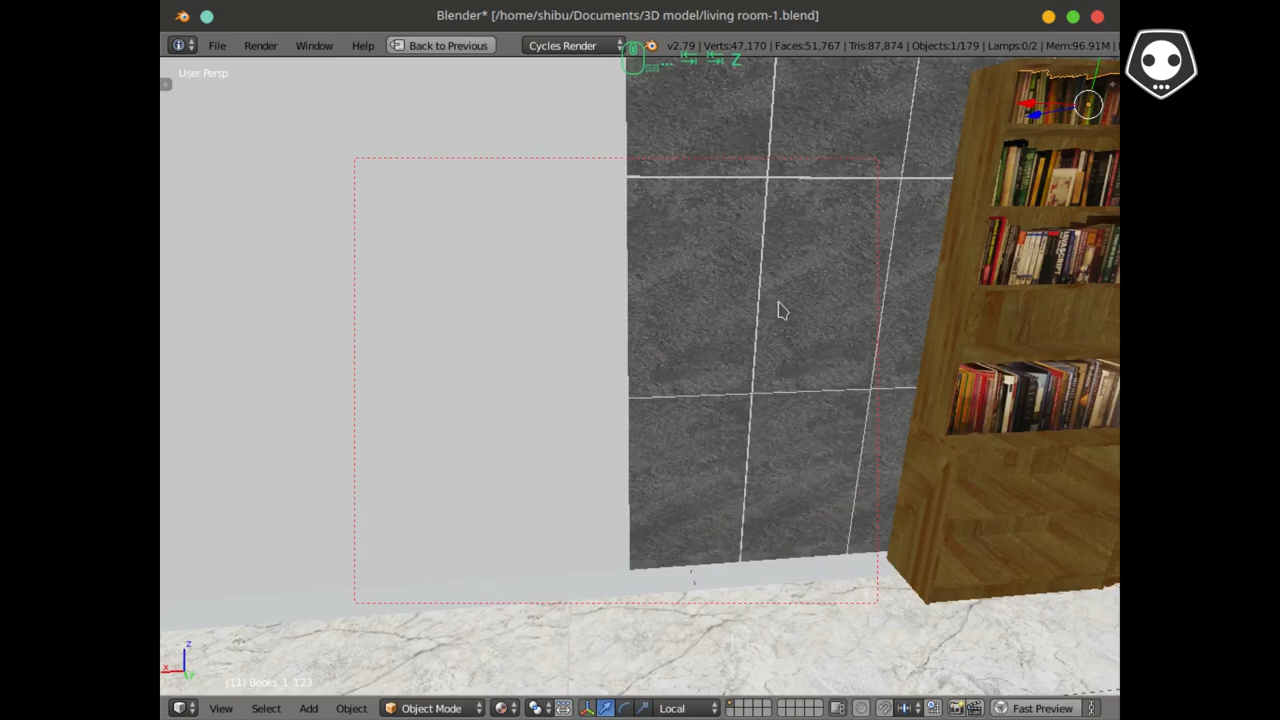 Blender* [/home/shibu/Documents/3D model/living room-1.blend]
File Render Window Help Back to Previous Cycles Render v2.79 | Verts:47,170 | Faces:51,767 | Tris:87,874 | Objects:1/179 | Lamps:0/2 | Mem:96.91M |
... Z
User Persp
z
x
y
(11) Books_1_123
View Select Add Object Object Mode Local Fast Preview